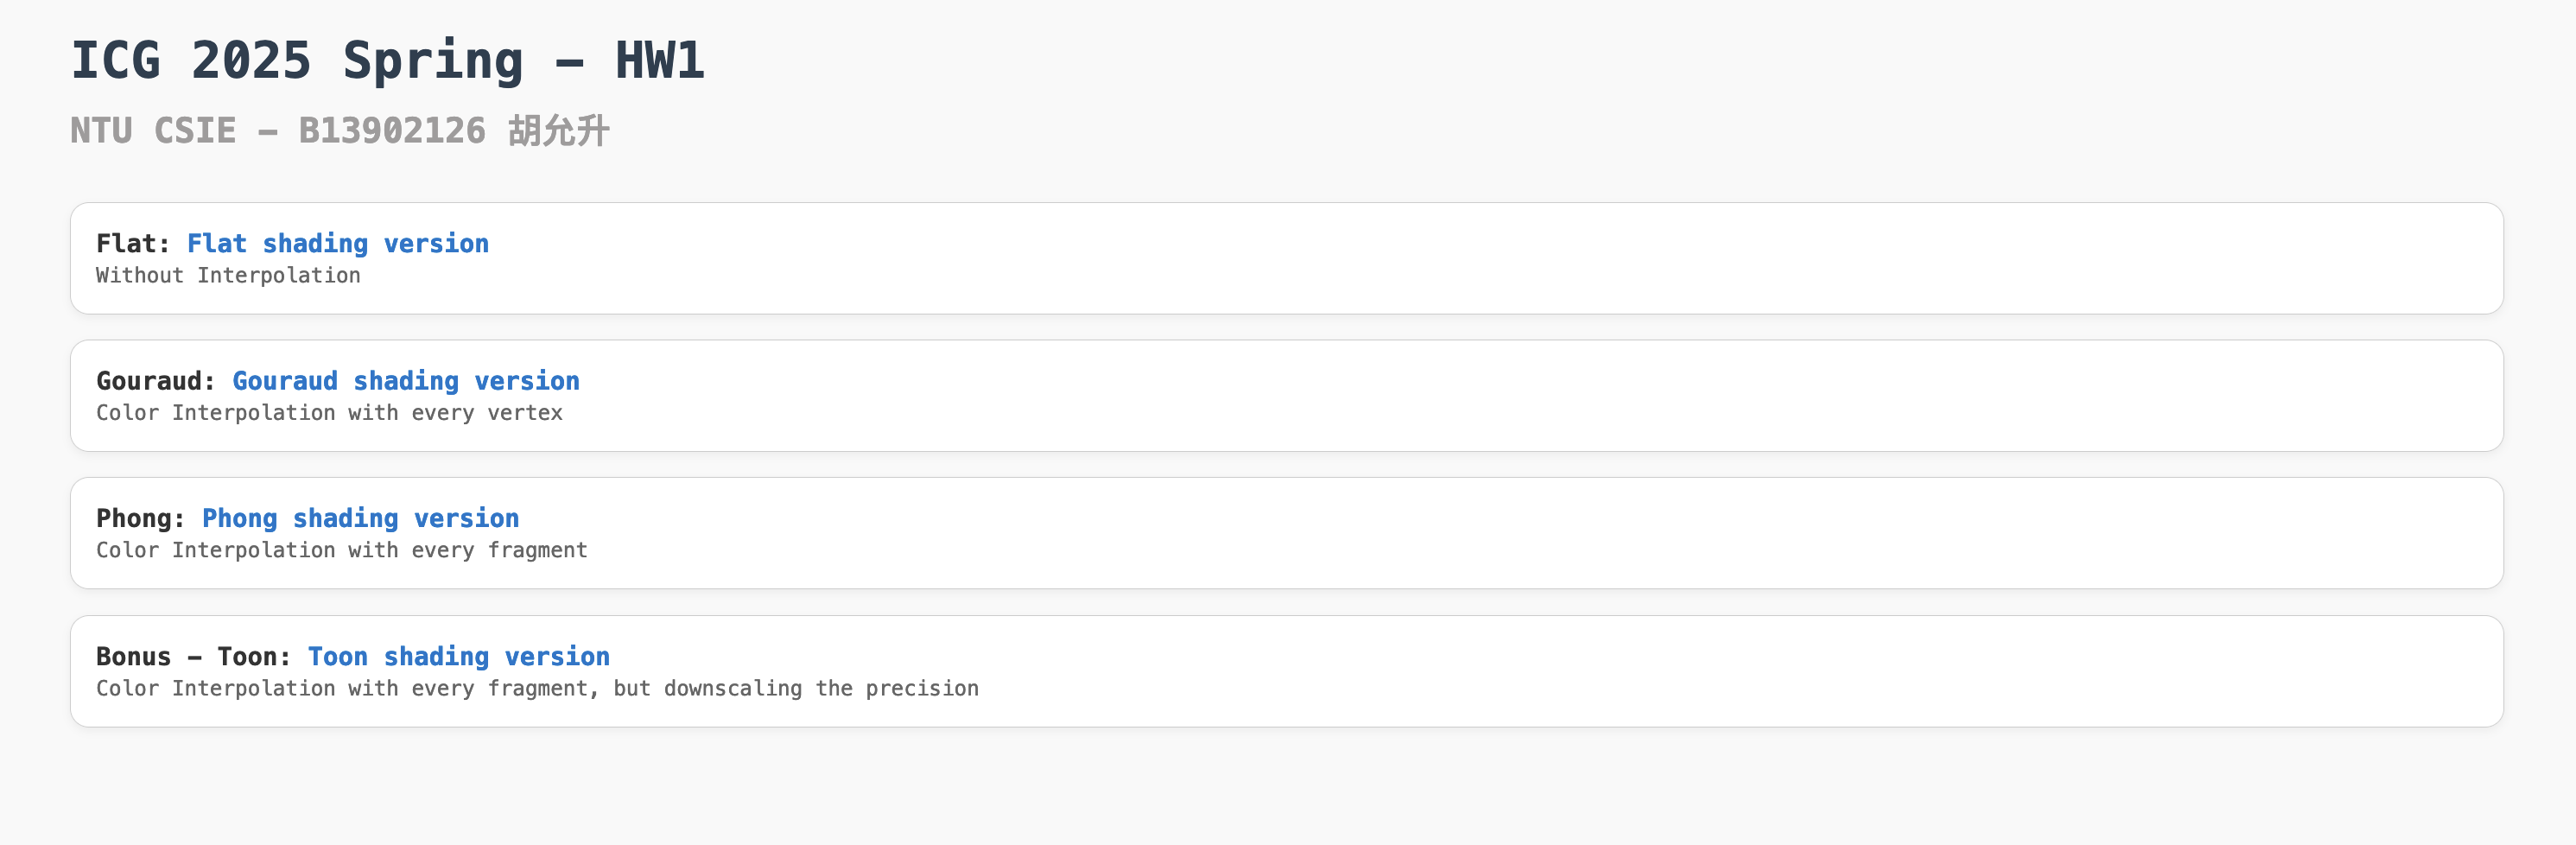 ICG 2025 Spring – HW1
NTU CSIE – B13902126 胡允升
Flat: Flat shading version
Without Interpolation
Gouraud: Gouraud shading version
Color Interpolation with every vertex
Phong: Phong shading version
Color Interpolation with every fragment
Bonus – Toon: Toon shading version
Color Interpolation with every fragment, but downscaling the precision